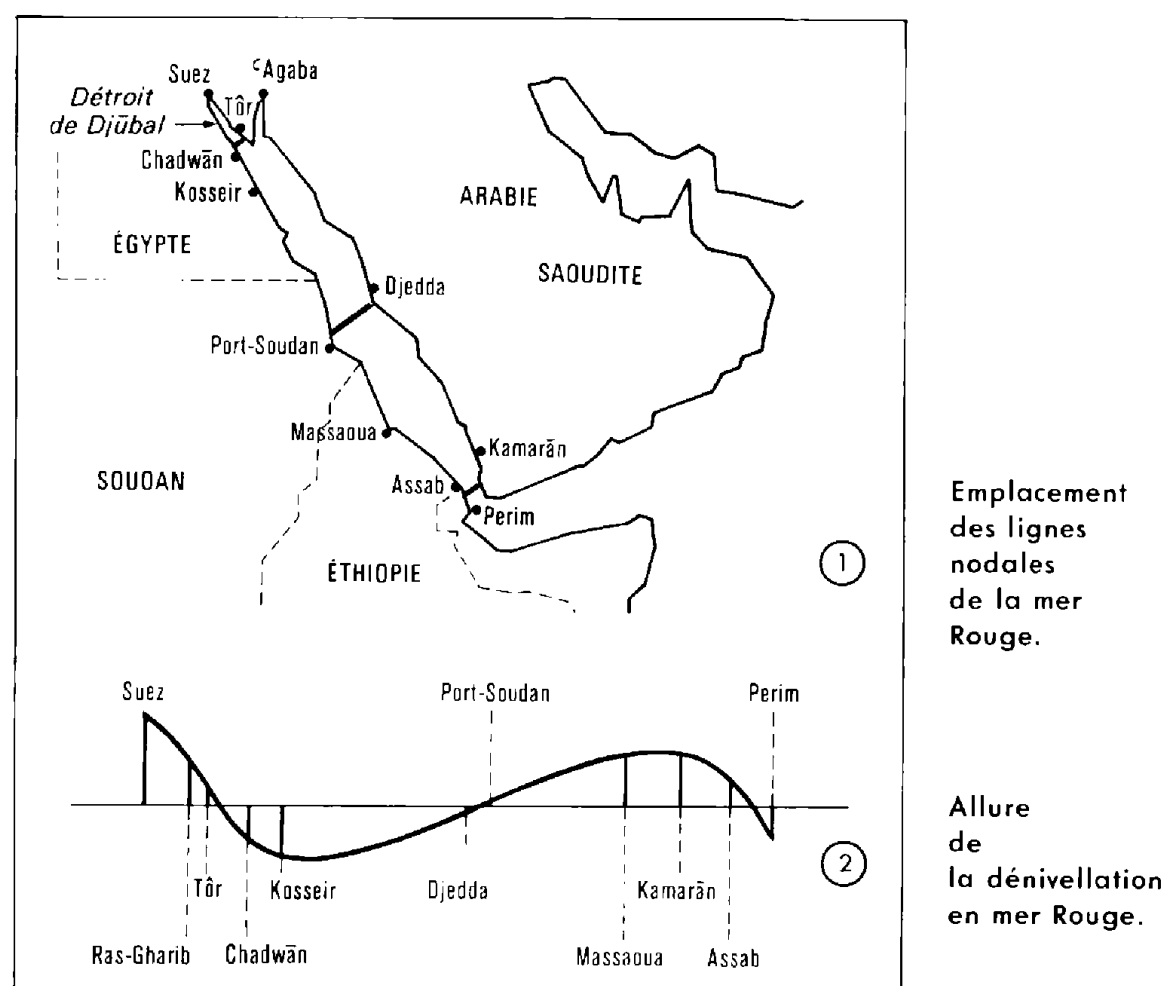 Suez
ᶜAgaba
Détroit
de Djūbal
Tôr
Chadwān
Kosseir
ÉGYPTE
ARABIE
SAOUDITE
Djedda
Port-Soudan
Massaoua
Kamarān
SOUOAN
Assab
Perim
ÉTHIOPIE
1
Emplacement
des lignes
nodales
de la mer
Rouge.
Suez
Port-Soudan
Perim
Tôr
Kosseir
Djedda
Kamarān
Ras-Gharib
Chadwān
Massaoua
Assab
2
Allure
de
la dénivellation
en mer Rouge.